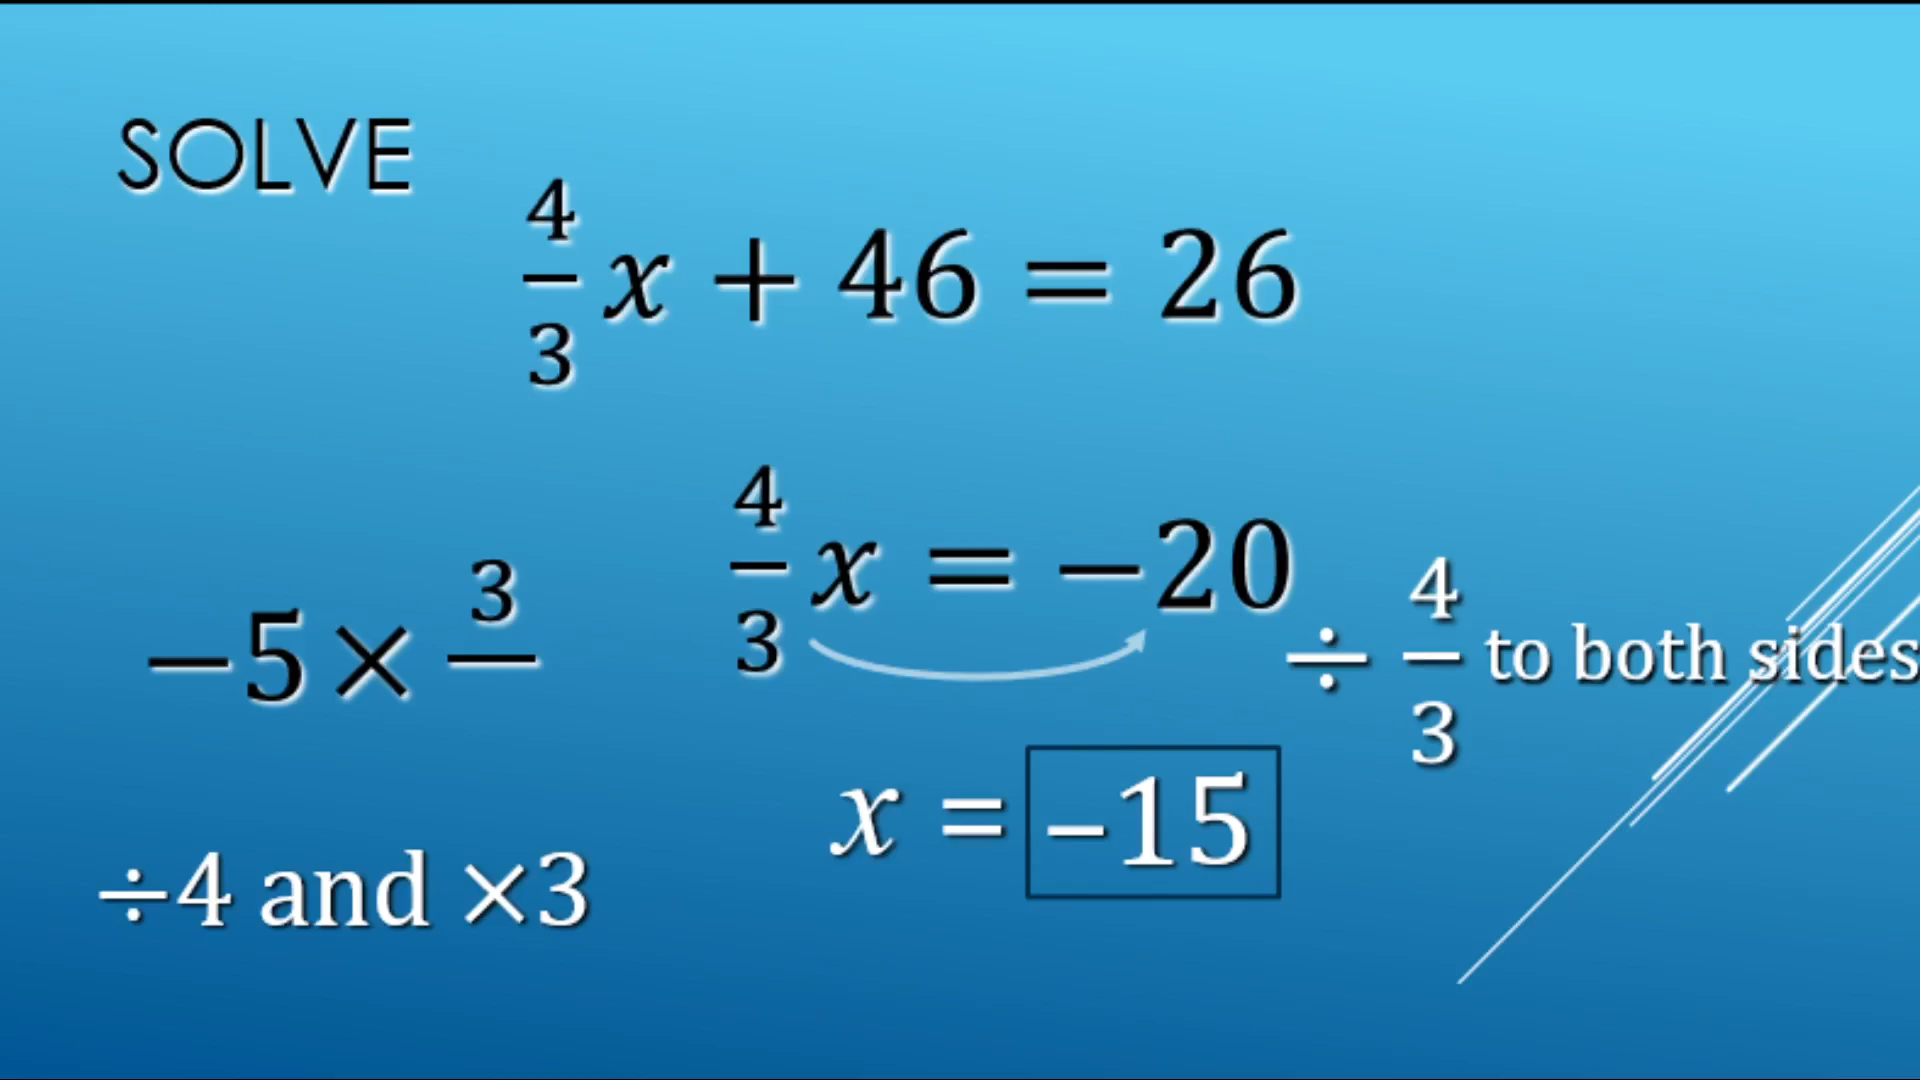 SOLVE
4/3 x + 46 = 26
4/3 x = −20
÷ 4/3 to both sides
−5 × 3/
x = −15
÷4 and ×3